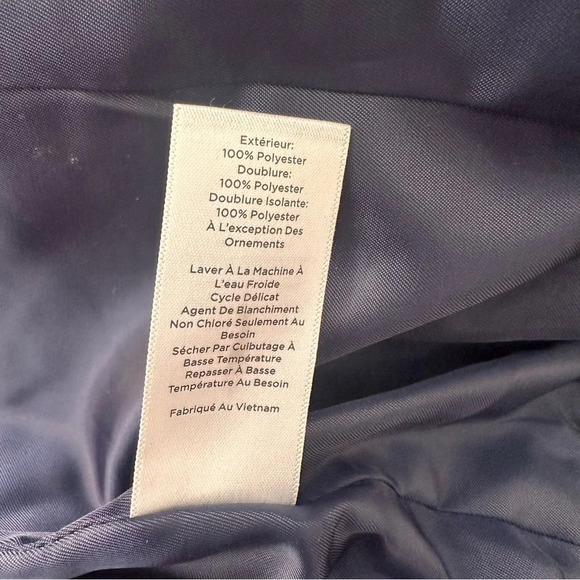 Extérieur:
100% Polyester
Doublure:
100% Polyester
Doublure Isolante:
100% Polyester
À L'exception Des
Ornements
Laver À La Machine À
L'eau Froide
Cycle Délicat
Agent De Blanchiment
Non Chloré Seulement Au
Besoin
Sécher Par Culbutage À
Basse Température
Repasser À Basse
Température Au Besoin
Fabriqué Au Vietnam